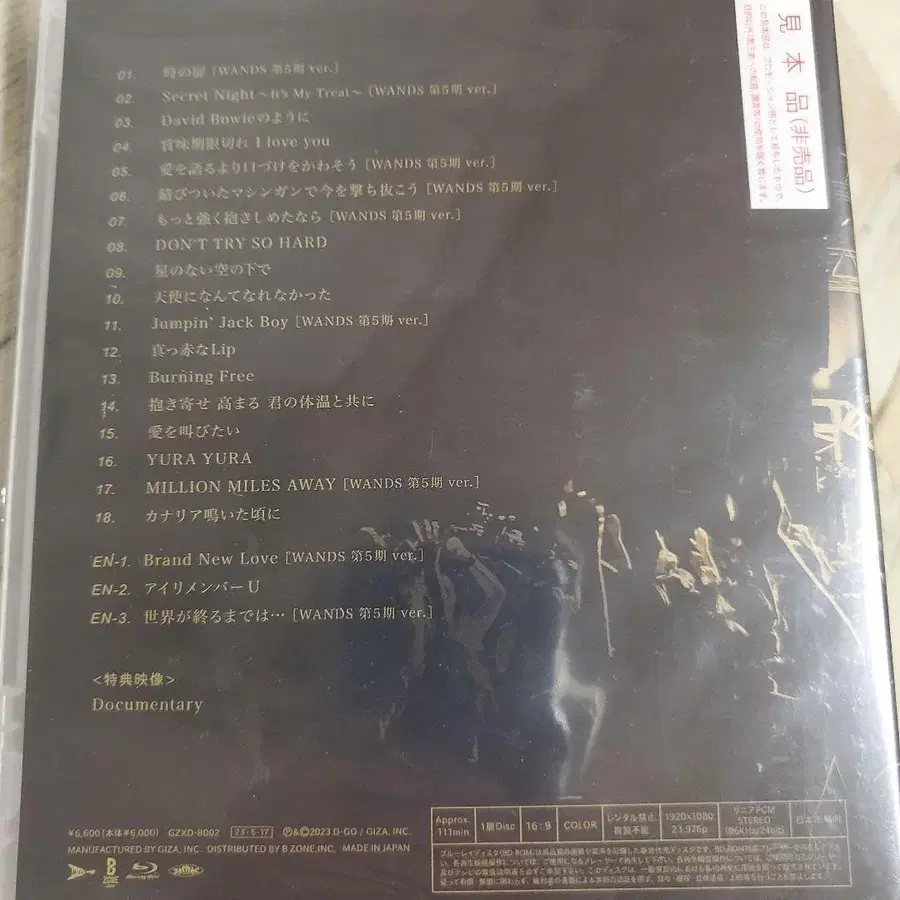 01. 時の扉 [WANDS 第5期 ver.]
02. Secret Night ～It's My Treat～ [WANDS 第5期 ver.]
03. David Bowieのように
04. 賞味期限切れ I love you
05. 愛を語るより口づけをかわそう [WANDS 第5期 ver.]
06. 錆びついたマシンガンで今を撃ち抜こう [WANDS 第5期 ver.]
07. もっと強く抱きしめたなら [WANDS 第5期 ver.]
08. DON'T TRY SO HARD
09. 星のない空の下で
10. 天使になんてなれなかった
11. Jumpin' Jack Boy [WANDS 第5期 ver.]
12. 真っ赤なLip
13. Burning Free
14. 抱き寄せ 高まる 君の体温と共に
15. 愛を叫びたい
16. YURA YURA
17. MILLION MILES AWAY [WANDS 第5期 ver.]
18. カナリア鳴いた頃に
EN-1. Brand New Love [WANDS 第5期 ver.]
EN-2. アイリメンバーU
EN-3. 世界が終るまでは… [WANDS 第5期 ver.]
<特典映像>
Documentary
見本品(非売品)
¥6,600(本体¥6,000) GZXD-8002 23・5・17 Ⓟ&©2023 D-GO / GIZA, INC.
MANUFACTURED BY GIZA, INC. DISTRIBUTED BY B ZONE, INC. MADE IN JAPAN
B ZONE Blu-ray Disc
Approx. 111min
1層Disc
16:9
COLOR
レンタル禁止 複製不能
1920×1080 23.976p
リニアPCM STEREO (96kHz/24bit)
日本市場向